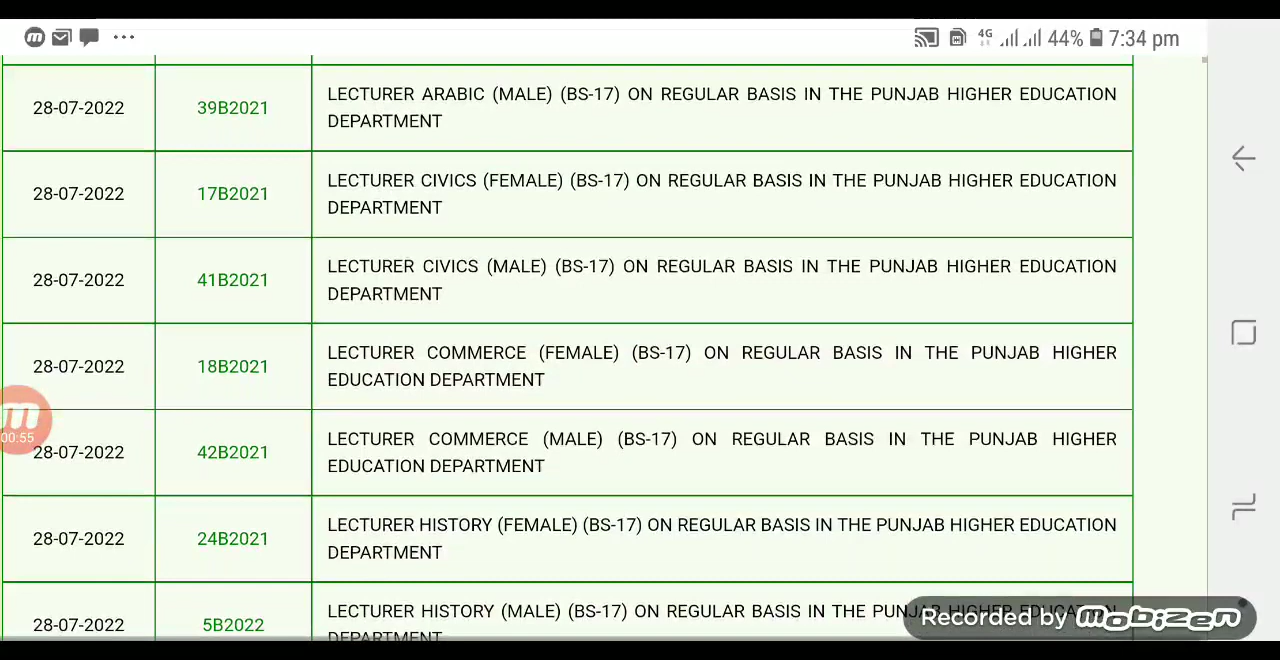 4G 44% 7:34 pm
28-07-2022 39B2021 LECTURER ARABIC (MALE) (BS-17) ON REGULAR BASIS IN THE PUNJAB HIGHER EDUCATION
DEPARTMENT
28-07-2022 17B2021 LECTURER CIVICS (FEMALE) (BS-17) ON REGULAR BASIS IN THE PUNJAB HIGHER EDUCATION
DEPARTMENT
28-07-2022 41B2021 LECTURER CIVICS (MALE) (BS-17) ON REGULAR BASIS IN THE PUNJAB HIGHER EDUCATION
DEPARTMENT
28-07-2022 18B2021 LECTURER COMMERCE (FEMALE) (BS-17) ON REGULAR BASIS IN THE PUNJAB HIGHER
EDUCATION DEPARTMENT
00:55
28-07-2022 42B2021 LECTURER COMMERCE (MALE) (BS-17) ON REGULAR BASIS IN THE PUNJAB HIGHER
EDUCATION DEPARTMENT
28-07-2022 24B2021 LECTURER HISTORY (FEMALE) (BS-17) ON REGULAR BASIS IN THE PUNJAB HIGHER EDUCATION
DEPARTMENT
28-07-2022 5B2022 LECTURER HISTORY (MALE) (BS-17) ON REGULAR BASIS IN THE PUNJAB HIGHER EDUCATION
DEPARTMENT
Recorded by mobizen